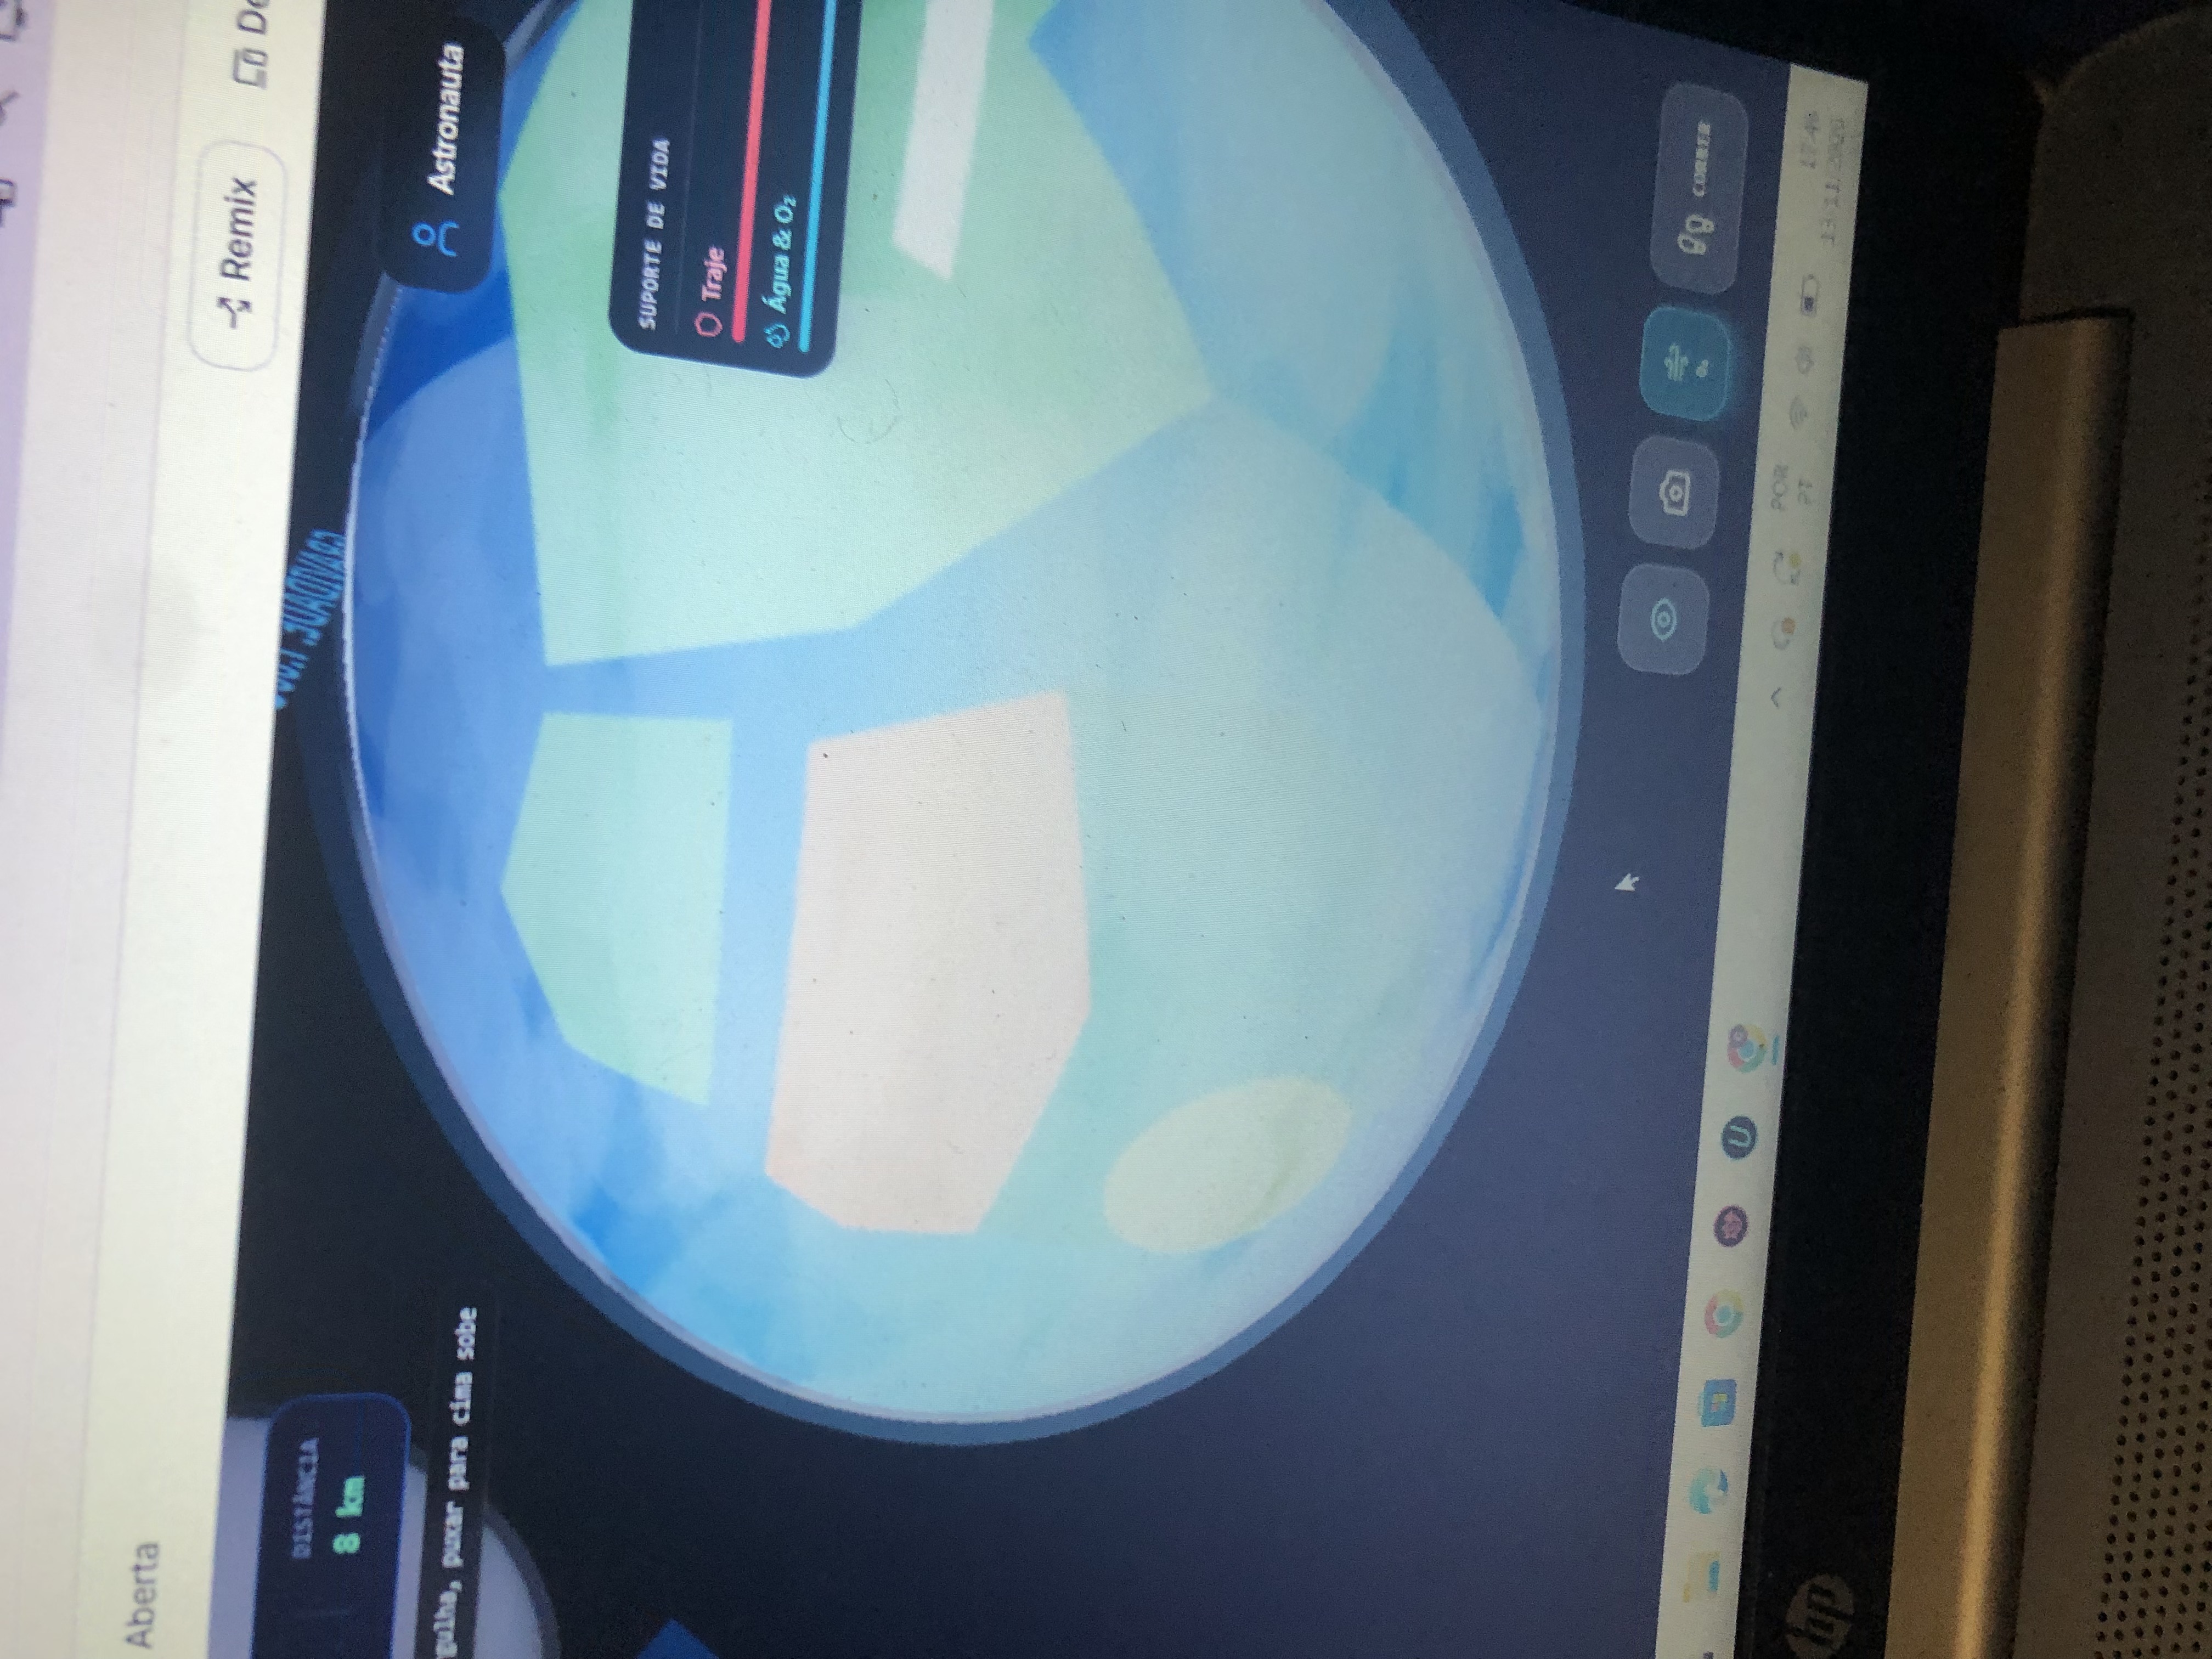 Aberta
Remix
DISTÂNCIA
8 km
puxar para cima sobe
Astronauta
SUPORTE DE VIDA
Traje
Água & O₂
CORRER
POR
PT
hp